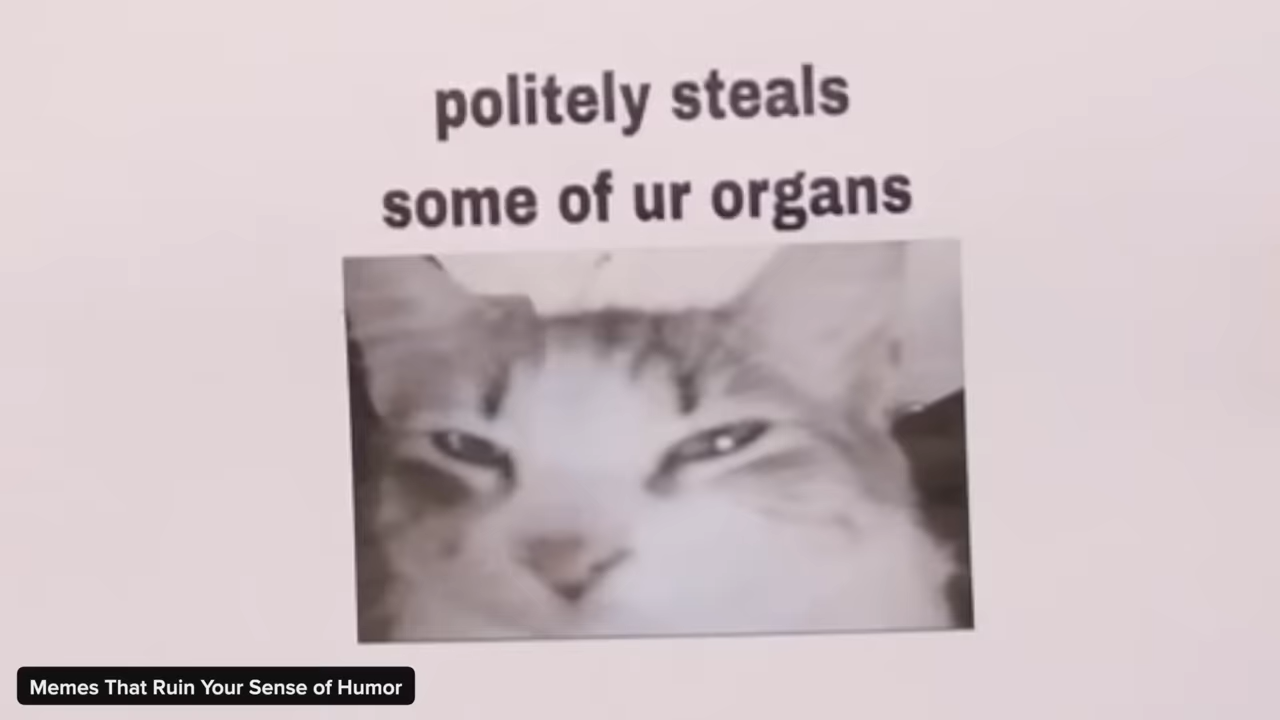 politely steals
some of ur organs
Memes That Ruin Your Sense of Humor